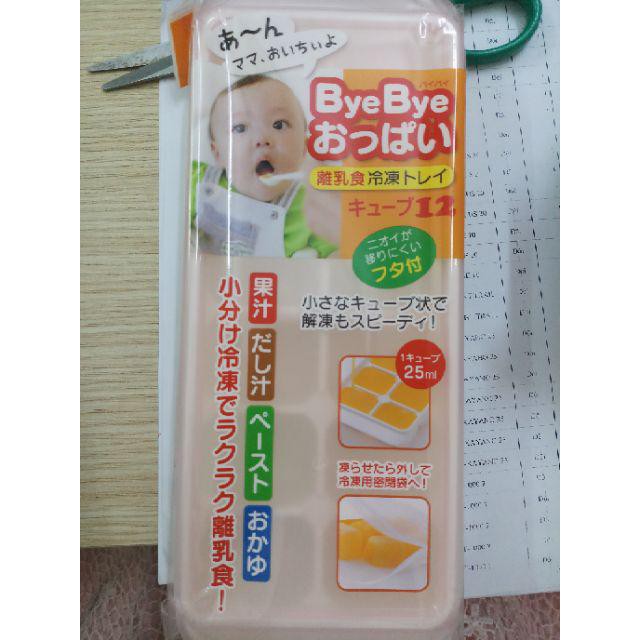 あ〜ん
ママ、おいちいよ
バイバイ
ByeBye
おっぱい
離乳食冷凍トレイ
キューブ12
ニオイが
移りにくい
フタ付
小さなキューブ状で
解凍もスピーディ!
1キューブ
25ml
凍らせたら外して
冷凍用密閉袋へ!
果汁
だし汁
ペースト
おかゆ
小分け冷凍でラクラク離乳食!